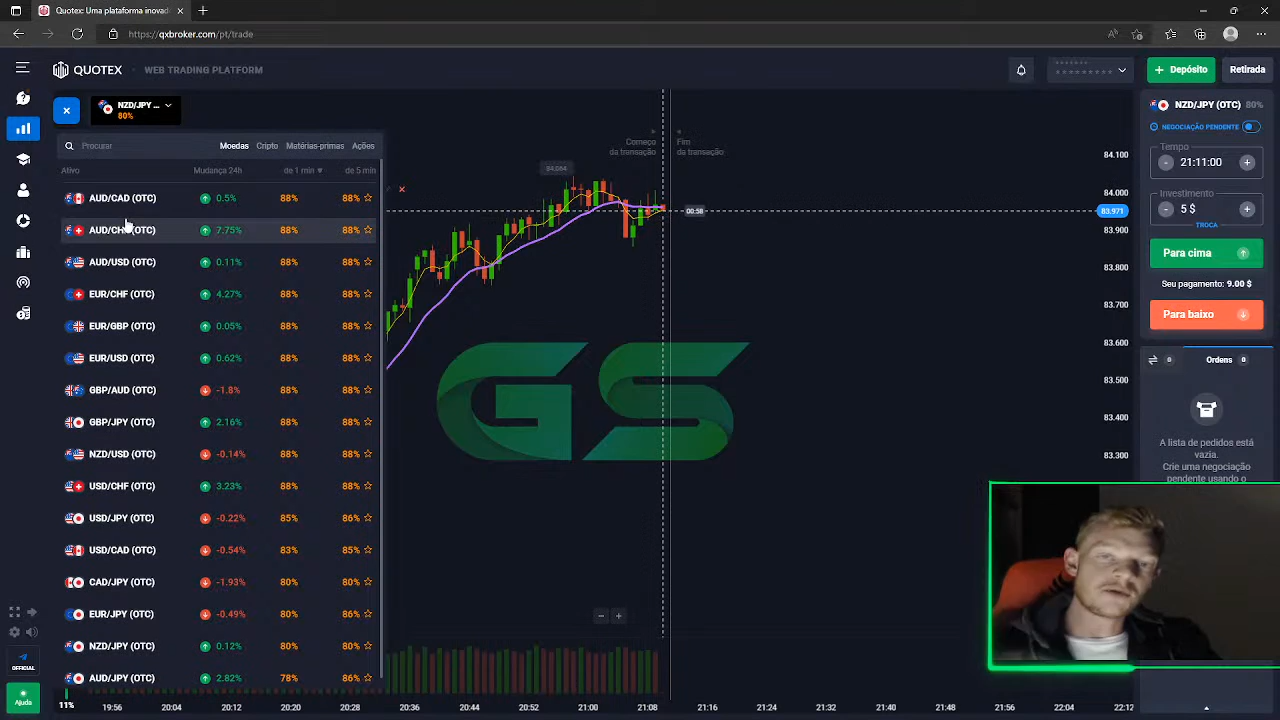 Quotex: Uma plataforma inovad
https://qxbroker.com/pt/trade
QUOTEX
WEB TRADING PLATFORM
Depósito
Retirada
NZD/JPY ...
80%
Procurar
Moedas Cripto Matérias-primas Ações
Ativo Mudança 24h de 1 min de 5 min
AUD/CAD (OTC) 0.5% 88% 88%
AUD/CHF (OTC) 7.75% 88% 88%
AUD/USD (OTC) 0.11% 88% 88%
EUR/CHF (OTC) 4.27% 88% 88%
EUR/GBP (OTC) 0.05% 88% 88%
EUR/USD (OTC) 0.62% 88% 88%
GBP/AUD (OTC) -1.8% 88% 88%
GBP/JPY (OTC) 2.16% 88% 88%
NZD/USD (OTC) -0.14% 88% 88%
USD/CHF (OTC) 3.23% 88% 88%
USD/JPY (OTC) -0.22% 85% 86%
USD/CAD (OTC) -0.54% 83% 85%
CAD/JPY (OTC) -1.93% 80% 80%
EUR/JPY (OTC) -0.49% 80% 86%
NZD/JPY (OTC) 0.12% 80% 80%
AUD/JPY (OTC) 2.82% 78% 86%
OFFICIAL
Ajuda
11%
Começo
da transação
Fim
da transação
84,064
00:58
GS
84.100
84.000
83.971
83.900
83.800
83.700
83.600
83.500
83.400
83.300
19:56 20:04 20:12 20:20 20:28 20:36 20:44 20:52 21:00 21:08 21:16 21:24 21:32 21:40 21:48 21:56 22:04 22:12
NZD/JPY (OTC) 80%
NEGOCIAÇÃO PENDENTE
Tempo
- 21:11:00 +
Investimento
- 5 $ +
TROCA
Para cima
Seu pagamento: 9.00 $
Para baixo
0
Ordens 0
A lista de pedidos está
vazia.
Crie uma negociação
pendente usando o